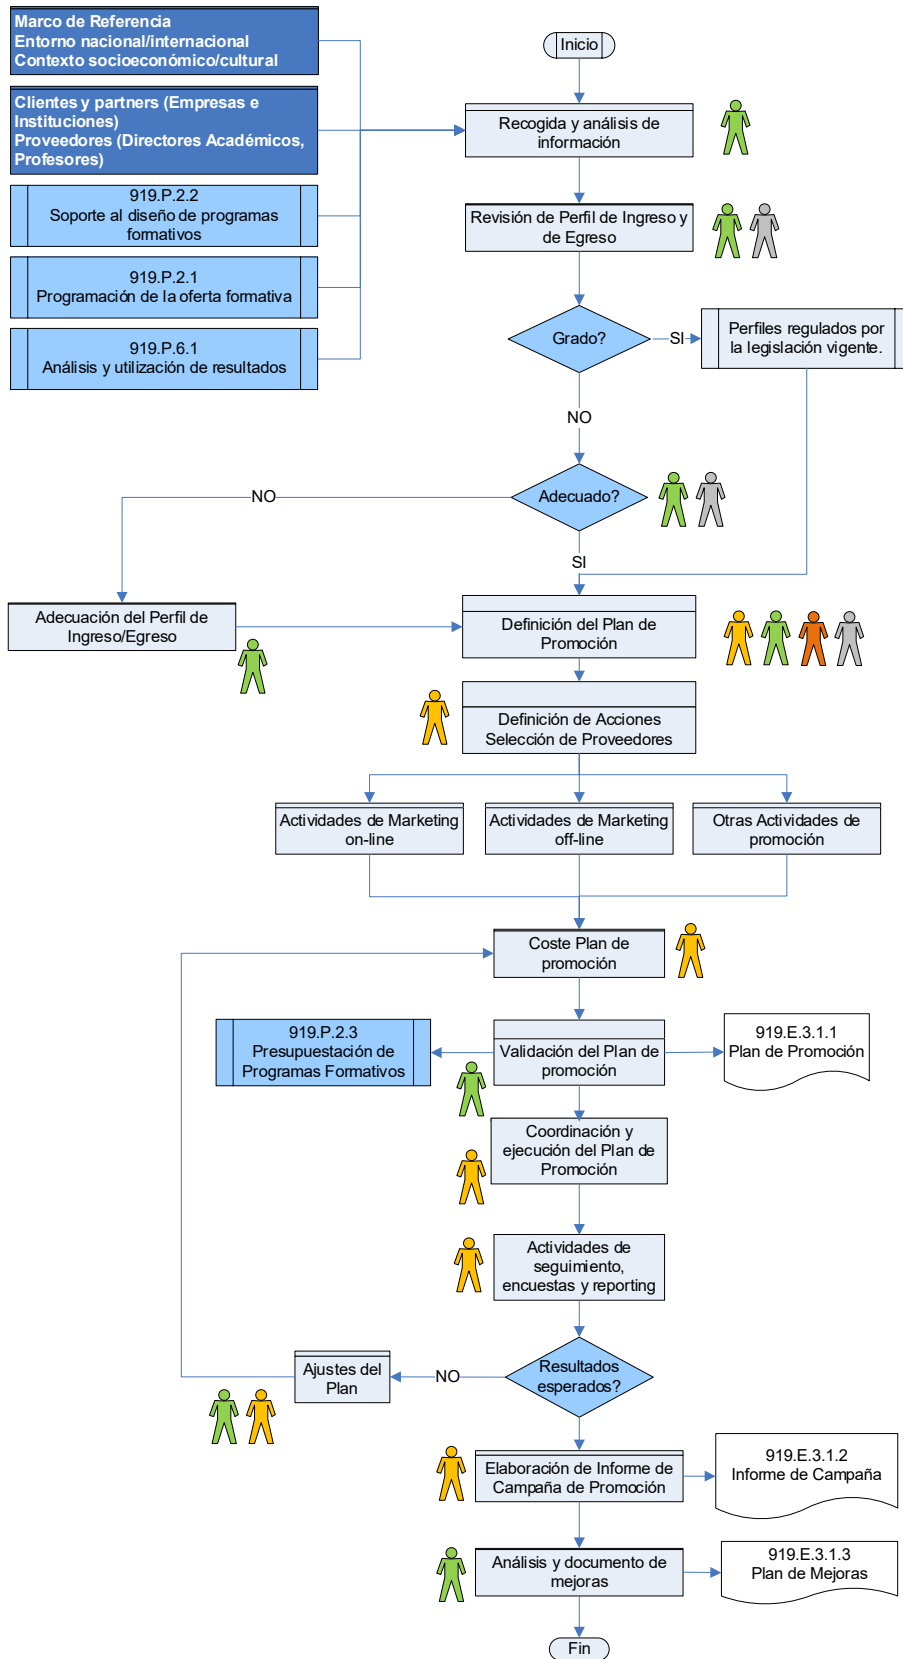 Marco de Referencia
Entorno nacional/internacional
Contexto socioeconómico/cultural
Inicio
Clientes y partners (Empresas e
Instituciones)
Proveedores (Directores Académicos,
Profesores)
Recogida y análisis de
información
919.P.2.2
Soporte al diseño de programas
formativos
Revisión de Perfil de Ingreso y
de Egreso
919.P.2.1
Programación de la oferta formativa
919.P.6.1
Análisis y utilización de resultados
Grado?
SI
Perfiles regulados por
la legislación vigente.
NO
Adecuado?
NO
SI
Adecuación del Perfil de
Ingreso/Egreso
Definición del Plan de
Promoción
Definición de Acciones
Selección de Proveedores
Actividades de Marketing
on-line
Actividades de Marketing
off-line
Otras Actividades de
promoción
Coste Plan de
promoción
919.P.2.3
Presupuestación de
Programas Formativos
Validación del Plan de
promoción
919.E.3.1.1
Plan de Promoción
Coordinación y
ejecución del Plan de
Promoción
Actividades de
seguimiento,
encuestas y reporting
Resultados
esperados?
NO
Ajustes del
Plan
Elaboración de Informe de
Campaña de Promoción
919.E.3.1.2
Informe de Campaña
Análisis y documento de
mejoras
919.E.3.1.3
Plan de Mejoras
Fin